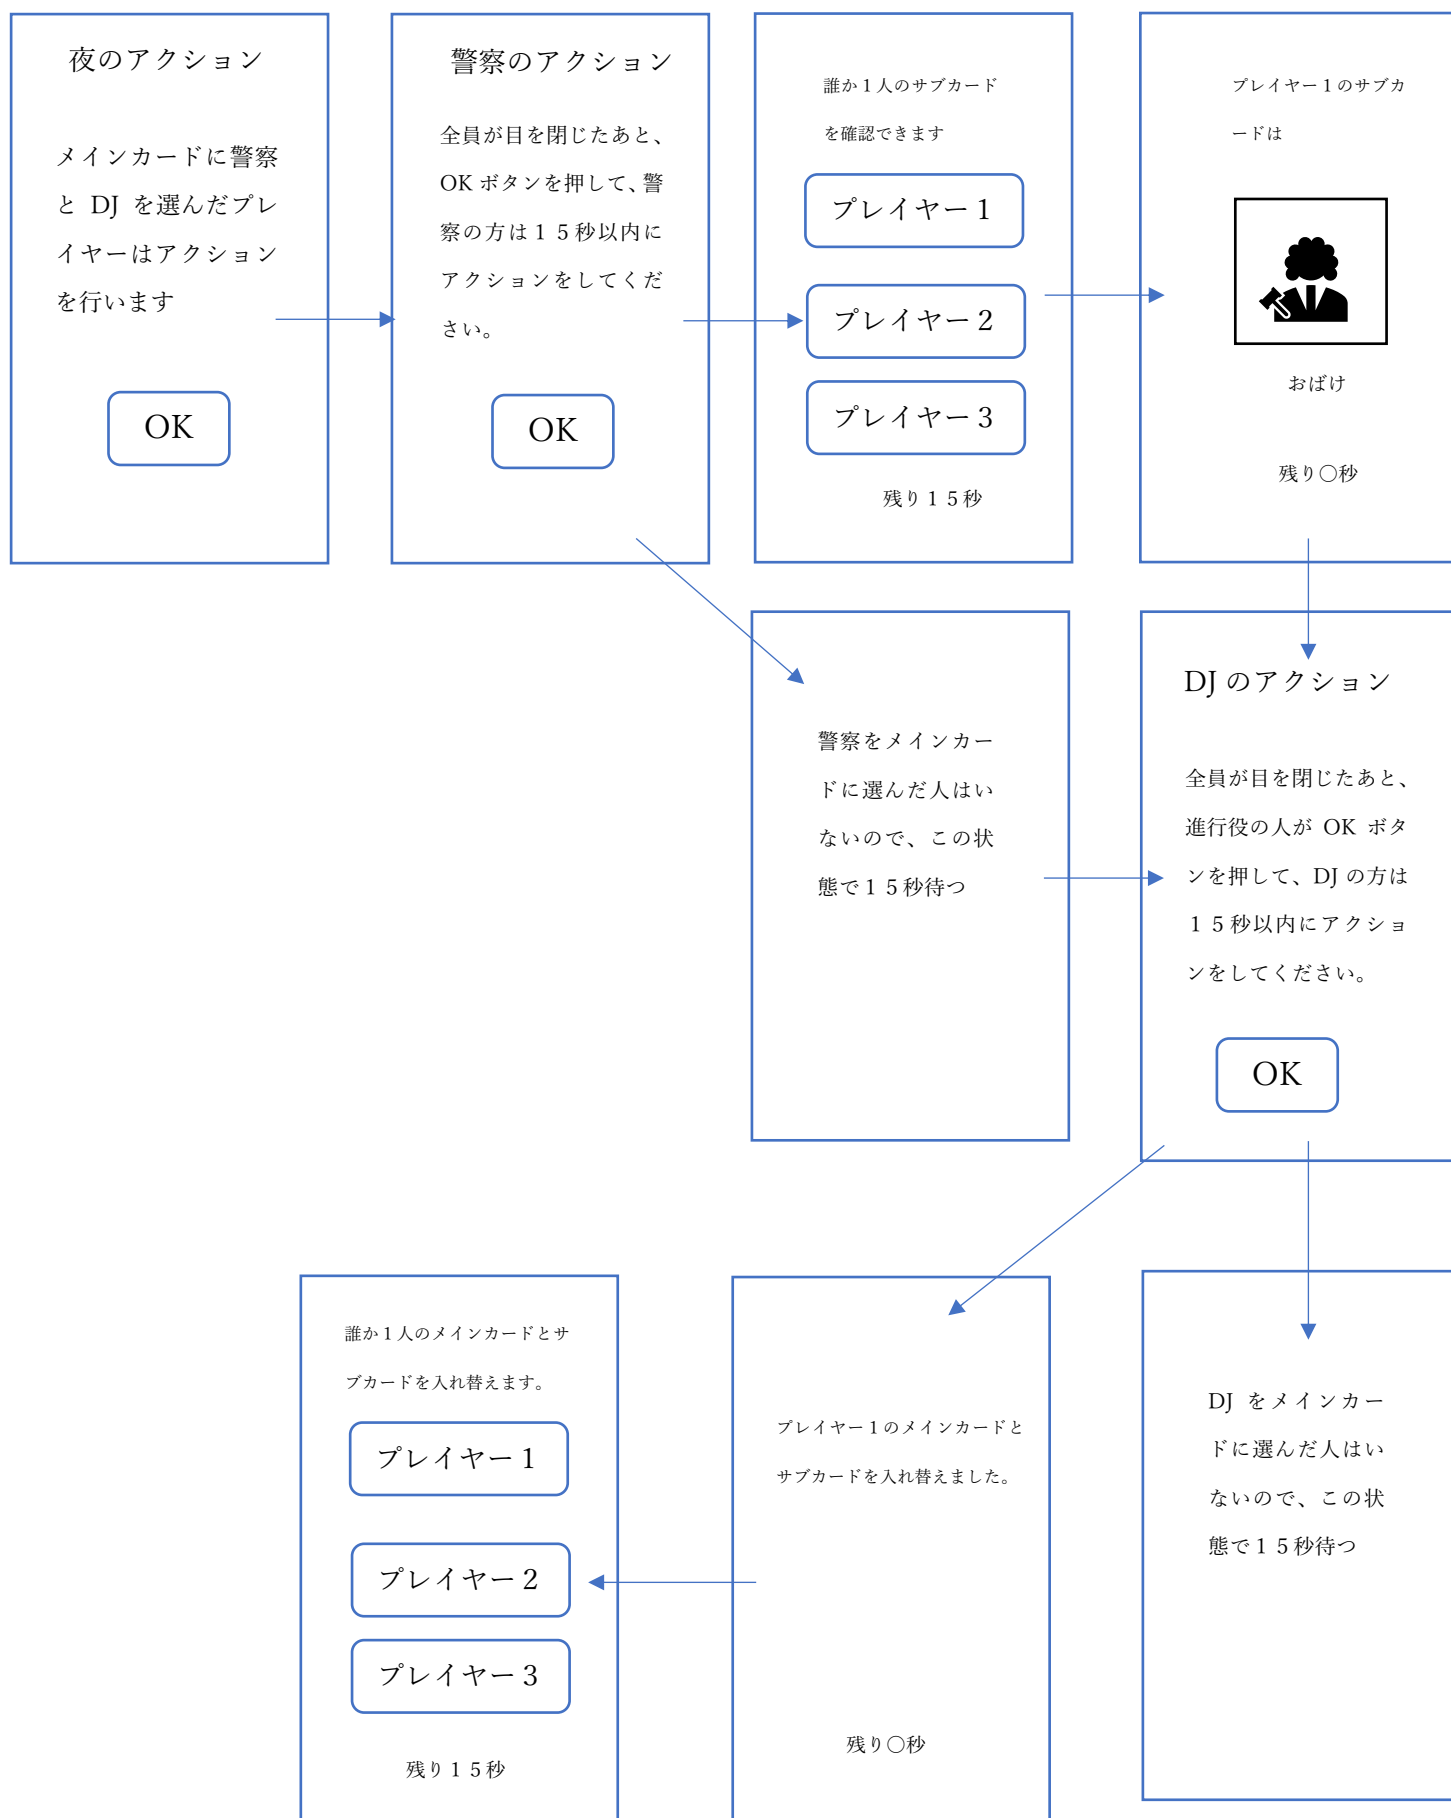 夜のアクション
メインカードに警察
と DJ を選んだプレ
イヤーはアクション
を行います
OK
警察のアクション
全員が目を閉じたあと、
OK ボタンを押して、警
察の方は１５秒以内に
アクションをしてくだ
さい。
OK
誰か１人のサブカード
を確認できます
プレイヤー１
プレイヤー２
プレイヤー３
残り１５秒
プレイヤー１のサブカ
ードは
おばけ
残り〇秒
警察をメインカー
ドに選んだ人はい
ないので、この状
態で１５秒待つ
DJ のアクション
全員が目を閉じたあと、
進行役の人が OK ボタ
ンを押して、DJ の方は
１５秒以内にアクショ
ンをしてください。
OK
誰か１人のメインカードとサ
ブカードを入れ替えます。
プレイヤー１
プレイヤー２
プレイヤー３
残り１５秒
プレイヤー１のメインカードと
サブカードを入れ替えました。
残り〇秒
DJ をメインカー
ドに選んだ人はい
ないので、この状
態で１５秒待つ